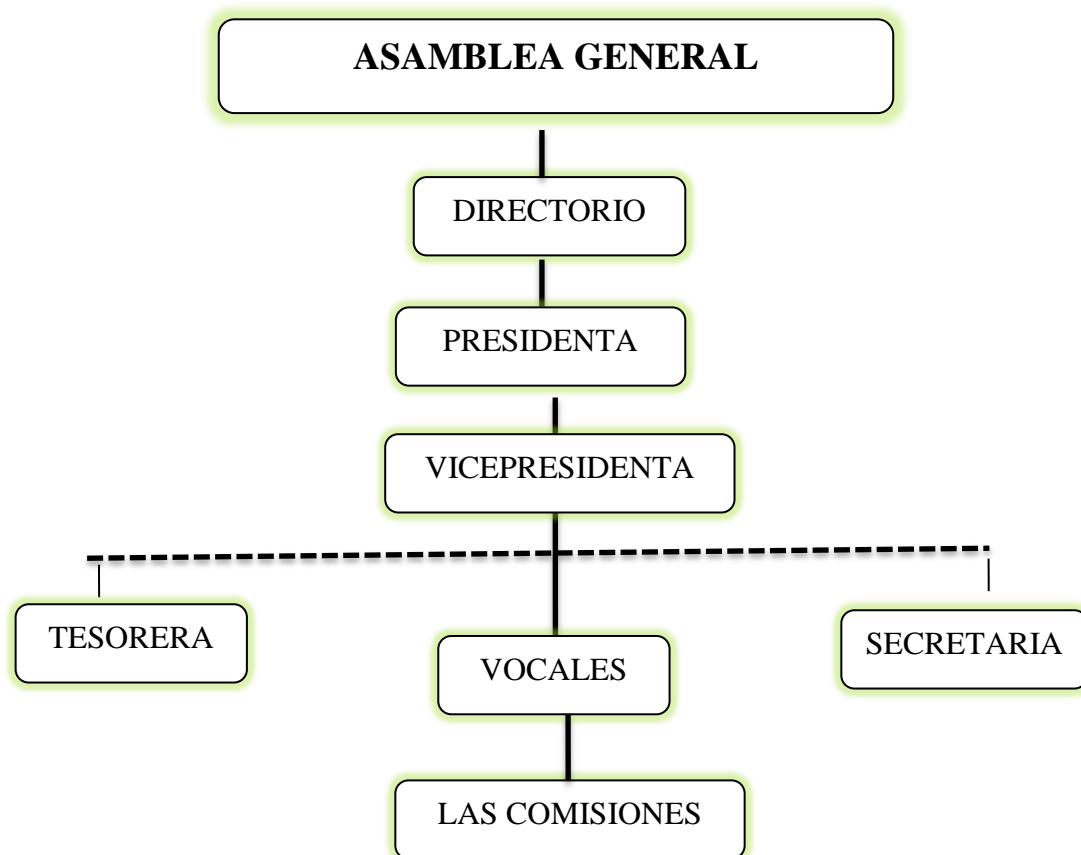 ASAMBLEA GENERAL
DIRECTORIO
PRESIDENTA
VICEPRESIDENTA
TESORERA
VOCALES
SECRETARIA
LAS COMISIONES